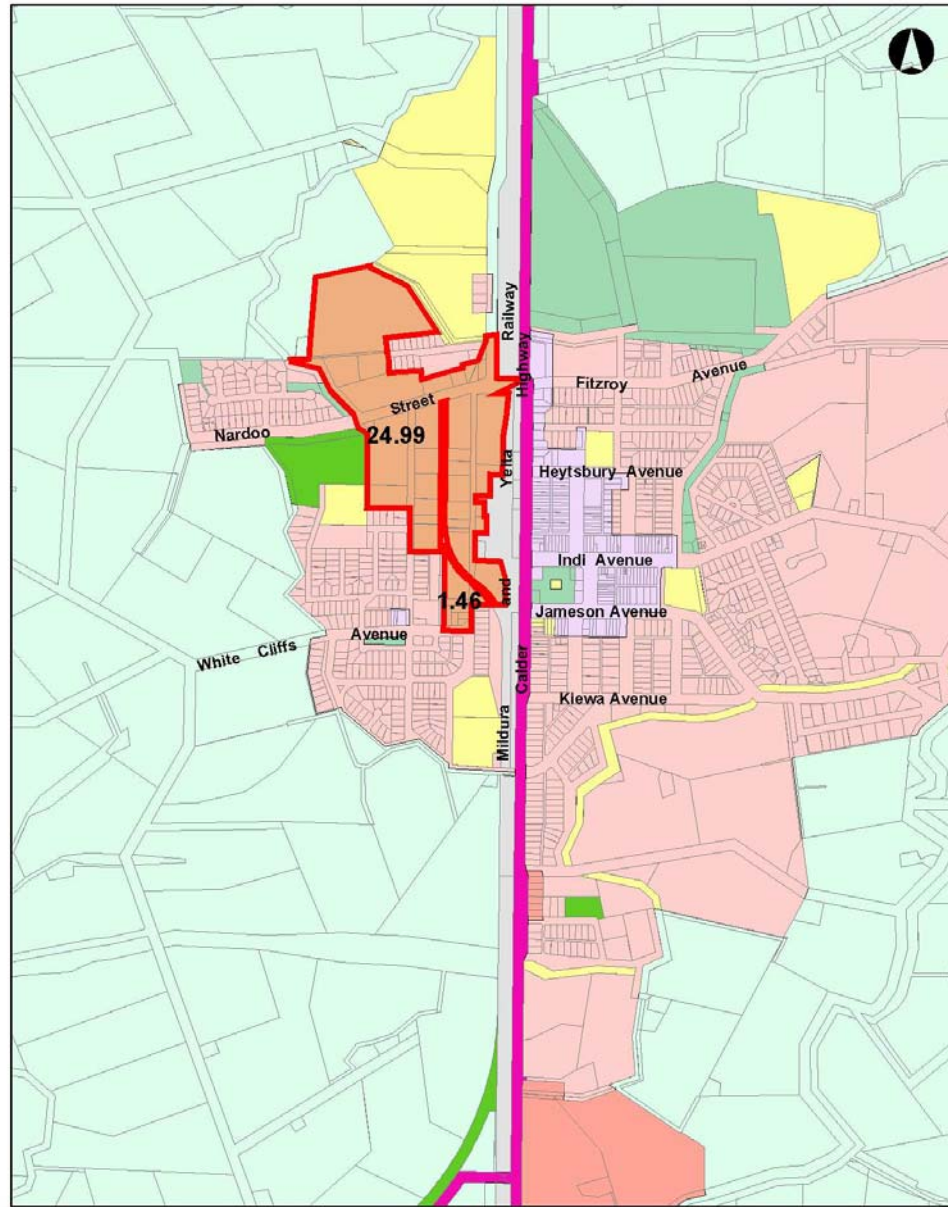 Railway
Highway
Fitzroy Avenue
Street
Nardoo
24.99
Yelta
Heytsbury Avenue
Indi Avenue
1.46
and
Jameson Avenue
Avenue
White Cliffs
Calder
Kiewa Avenue
Mildura